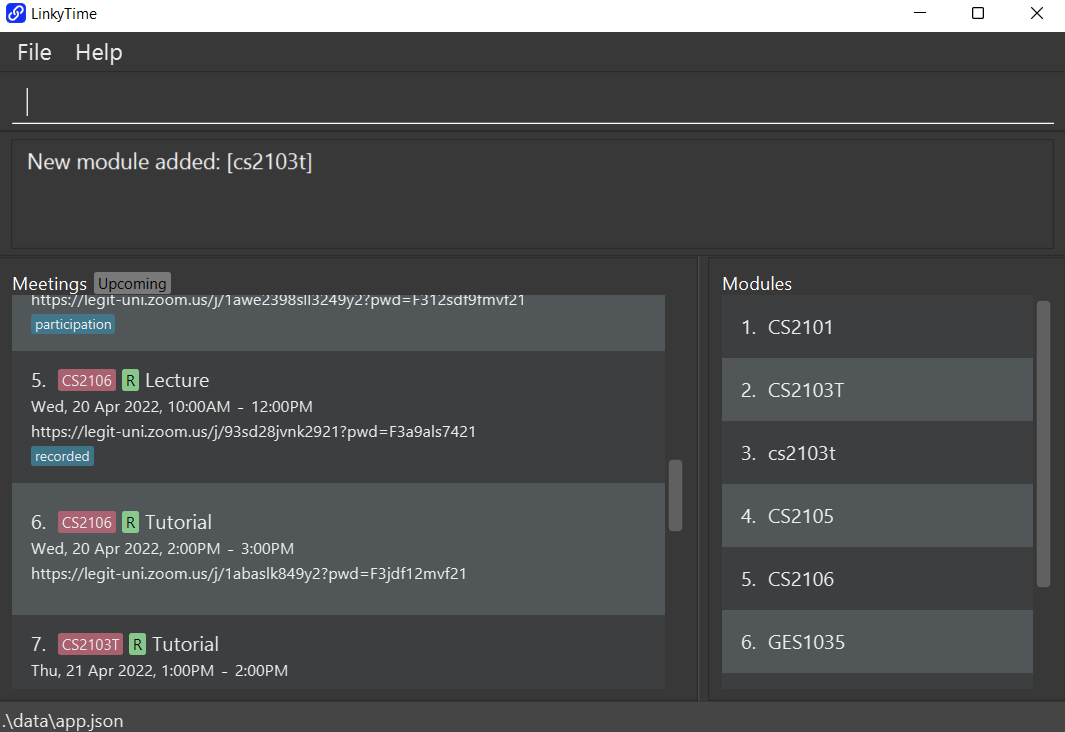 LinkyTime
File Help
New module added: [cs2103t]
Meetings Upcoming
https://legit-uni.zoom.us/j/1awe2398sll3249y2?pwd=F312sdf9fmvf21
participation
5. CS2106 R Lecture
Wed, 20 Apr 2022, 10:00AM - 12:00PM
https://legit-uni.zoom.us/j/93sd28jvnk2921?pwd=F3a9als7421
recorded
6. CS2106 R Tutorial
Wed, 20 Apr 2022, 2:00PM - 3:00PM
https://legit-uni.zoom.us/j/1abaslk849y2?pwd=F3jdf12mvf21
7. CS2103T R Tutorial
Thu, 21 Apr 2022, 1:00PM - 2:00PM
Modules
1. CS2101
2. CS2103T
3. cs2103t
4. CS2105
5. CS2106
6. GES1035
.\data\app.json